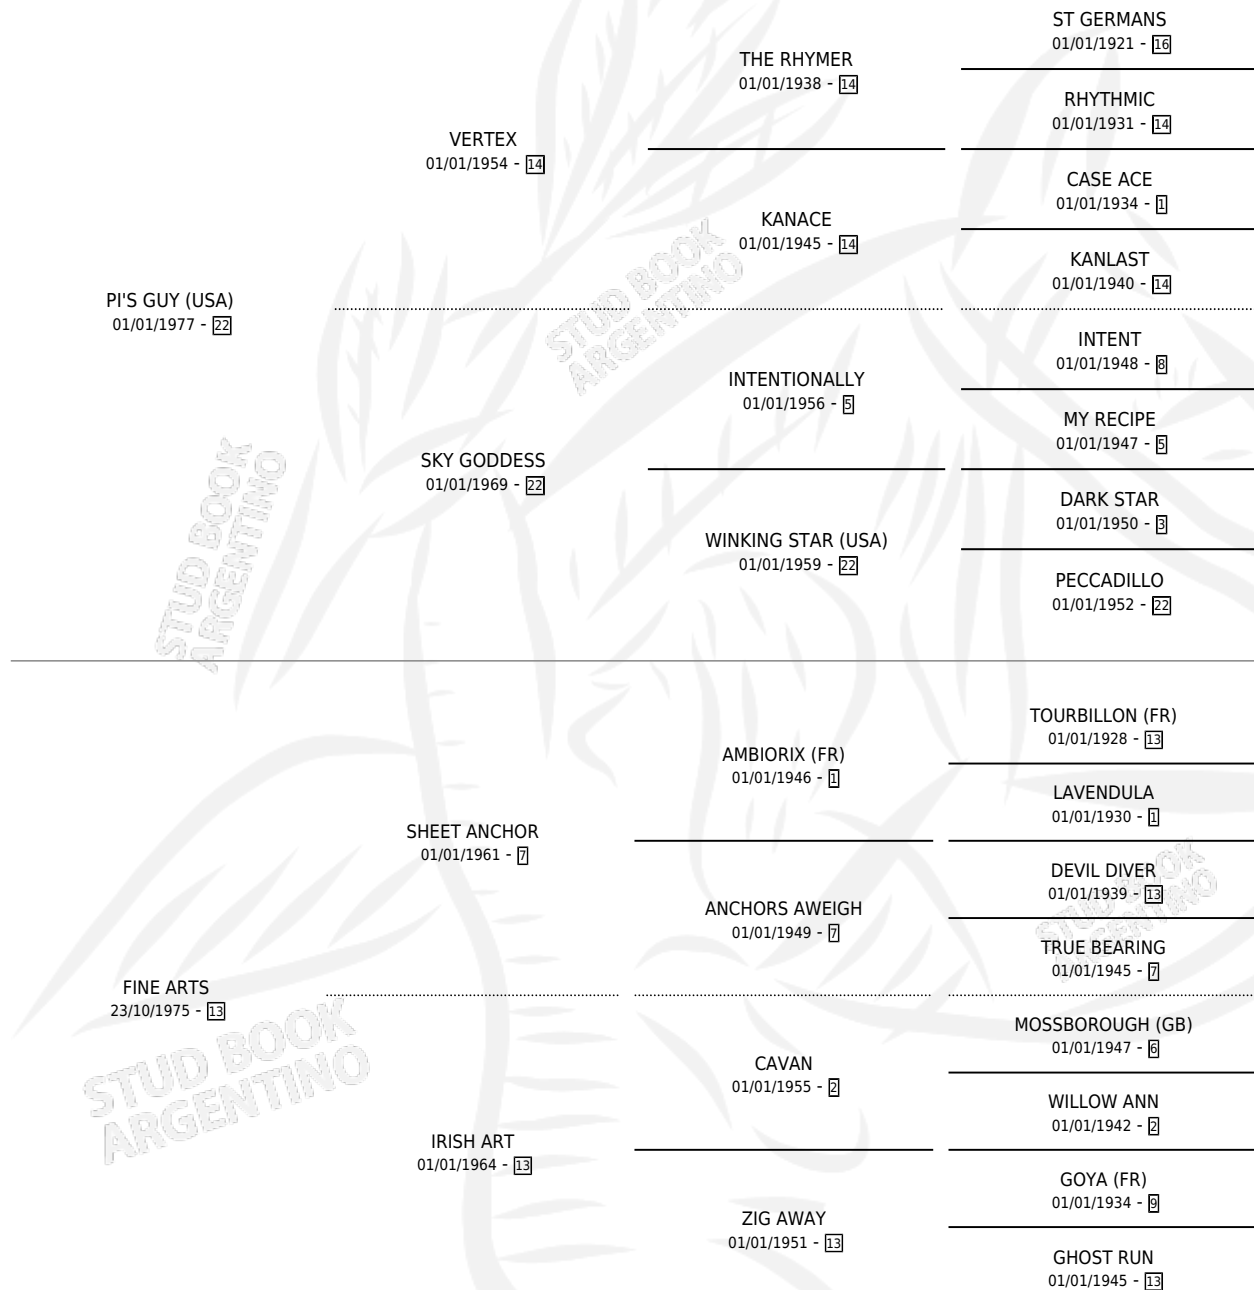 ST GERMANS
01/01/1921 - 16
THE RHYMER
01/01/1938 - 14
RHYTHMIC
01/01/1931 - 14
VERTEX
01/01/1954 - 14
CASE ACE
01/01/1934 - 1
KANACE
01/01/1945 - 14
KANLAST
01/01/1940 - 14
PI'S GUY (USA)
01/01/1977 - 22
INTENT
01/01/1948 - 8
INTENTIONALLY
01/01/1956 - 5
MY RECIPE
01/01/1947 - 5
SKY GODDESS
01/01/1969 - 22
DARK STAR
01/01/1950 - 3
WINKING STAR (USA)
01/01/1959 - 22
PECCADILLO
01/01/1952 - 22
TOURBILLON (FR)
01/01/1928 - 13
AMBIORIX (FR)
01/01/1946 - 1
LAVENDULA
01/01/1930 - 1
SHEET ANCHOR
01/01/1961 - 7
DEVIL DIVER
01/01/1939 - 13
ANCHORS AWEIGH
01/01/1949 - 7
TRUE BEARING
01/01/1945 - 7
FINE ARTS
23/10/1975 - 13
MOSSBOROUGH (GB)
01/01/1947 - 6
CAVAN
01/01/1955 - 2
WILLOW ANN
01/01/1942 - 2
IRISH ART
01/01/1964 - 13
GOYA (FR)
01/01/1934 - 9
ZIG AWAY
01/01/1951 - 13
GHOST RUN
01/01/1945 - 13
STUD BOOK
ARGENTINO
STUD BOOK
ARGENTINO
STUD BOOK
ARGENTINO
STUD BOOK
ARGENTINO